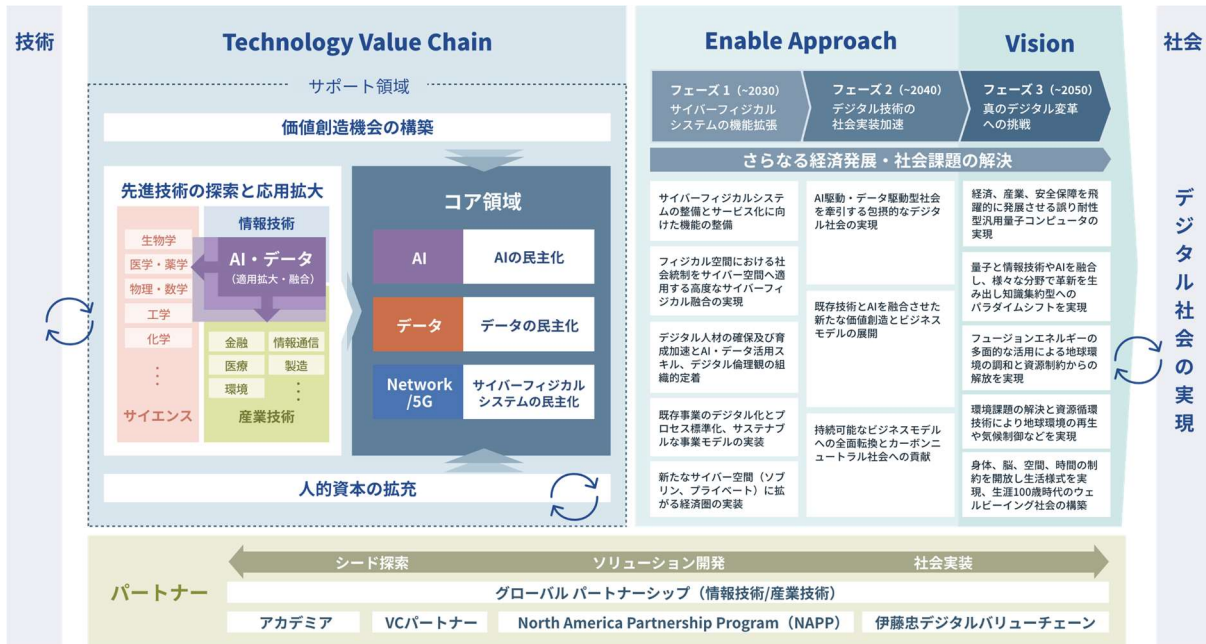 技術
Technology Value Chain
サポート領域
価値創造機会の構築
先進技術の探索と応用拡大
情報技術
生物学
医学・薬学
物理・数学
工学
化学
⋮
サイエンス
AI・データ
(適用拡大・融合)
金融
情報通信
医療
製造
環境
⋮
産業技術
コア領域
AI
AIの民主化
データ
データの民主化
Network
/5G
サイバーフィジカル
システムの民主化
人的資本の拡充
Enable Approach
Vision
フェーズ 1(~2030)
サイバーフィジカル
システムの機能拡張
フェーズ 2(~2040)
デジタル技術の
社会実装加速
フェーズ 3(~2050)
真のデジタル変革
への挑戦
さらなる経済発展・社会課題の解決
サイバーフィジカルシステ
ムの整備とサービス化に向
けた機能の整備
フィジカル空間における社
会統制をサイバー空間へ適
用する高度なサイバーフィ
ジカル融合の実現
デジタル人材の確保及び育
成加速とAI・データ活用ス
キル、デジタル倫理観の組
織的定着
既存事業のデジタル化とプ
ロセス標準化、サステナブ
ルな事業モデルの実装
新たなサイバー空間(ソブ
リン、プライベート)に拡
がる経済圏の実装
AI駆動・データ駆動型社会
を牽引する包摂的なデジタ
ル社会の実現
既存技術とAIを融合させた
新たな価値創造とビジネス
モデルの展開
持続可能なビジネスモデル
への全面転換とカーボンニ
ュートラル社会への貢献
経済、産業、安全保障を飛
躍的に発展させる誤り耐性
型汎用量子コンピュータの
実現
量子と情報技術やAIを融合
し、様々な分野で革新を生
み出し知識集約型への
パラダイムシフトを実現
フュージョンエネルギーの
多面的な活用による地球環
境の調和と資源制約からの
解放を実現
環境課題の解決と資源循環
技術により地球環境の再生
や気候制御などを実現
身体、脳、空間、時間の制
約を開放し生活様式を実
現、生涯100歳時代のウェ
ルビーイング社会の構築
社会
デジタル社会の実現
パートナー
シード探索
ソリューション開発
社会実装
グローバル パートナーシップ(情報技術/産業技術)
アカデミア
VCパートナー
North America Partnership Program(NAPP)
伊藤忠デジタルバリューチェーン